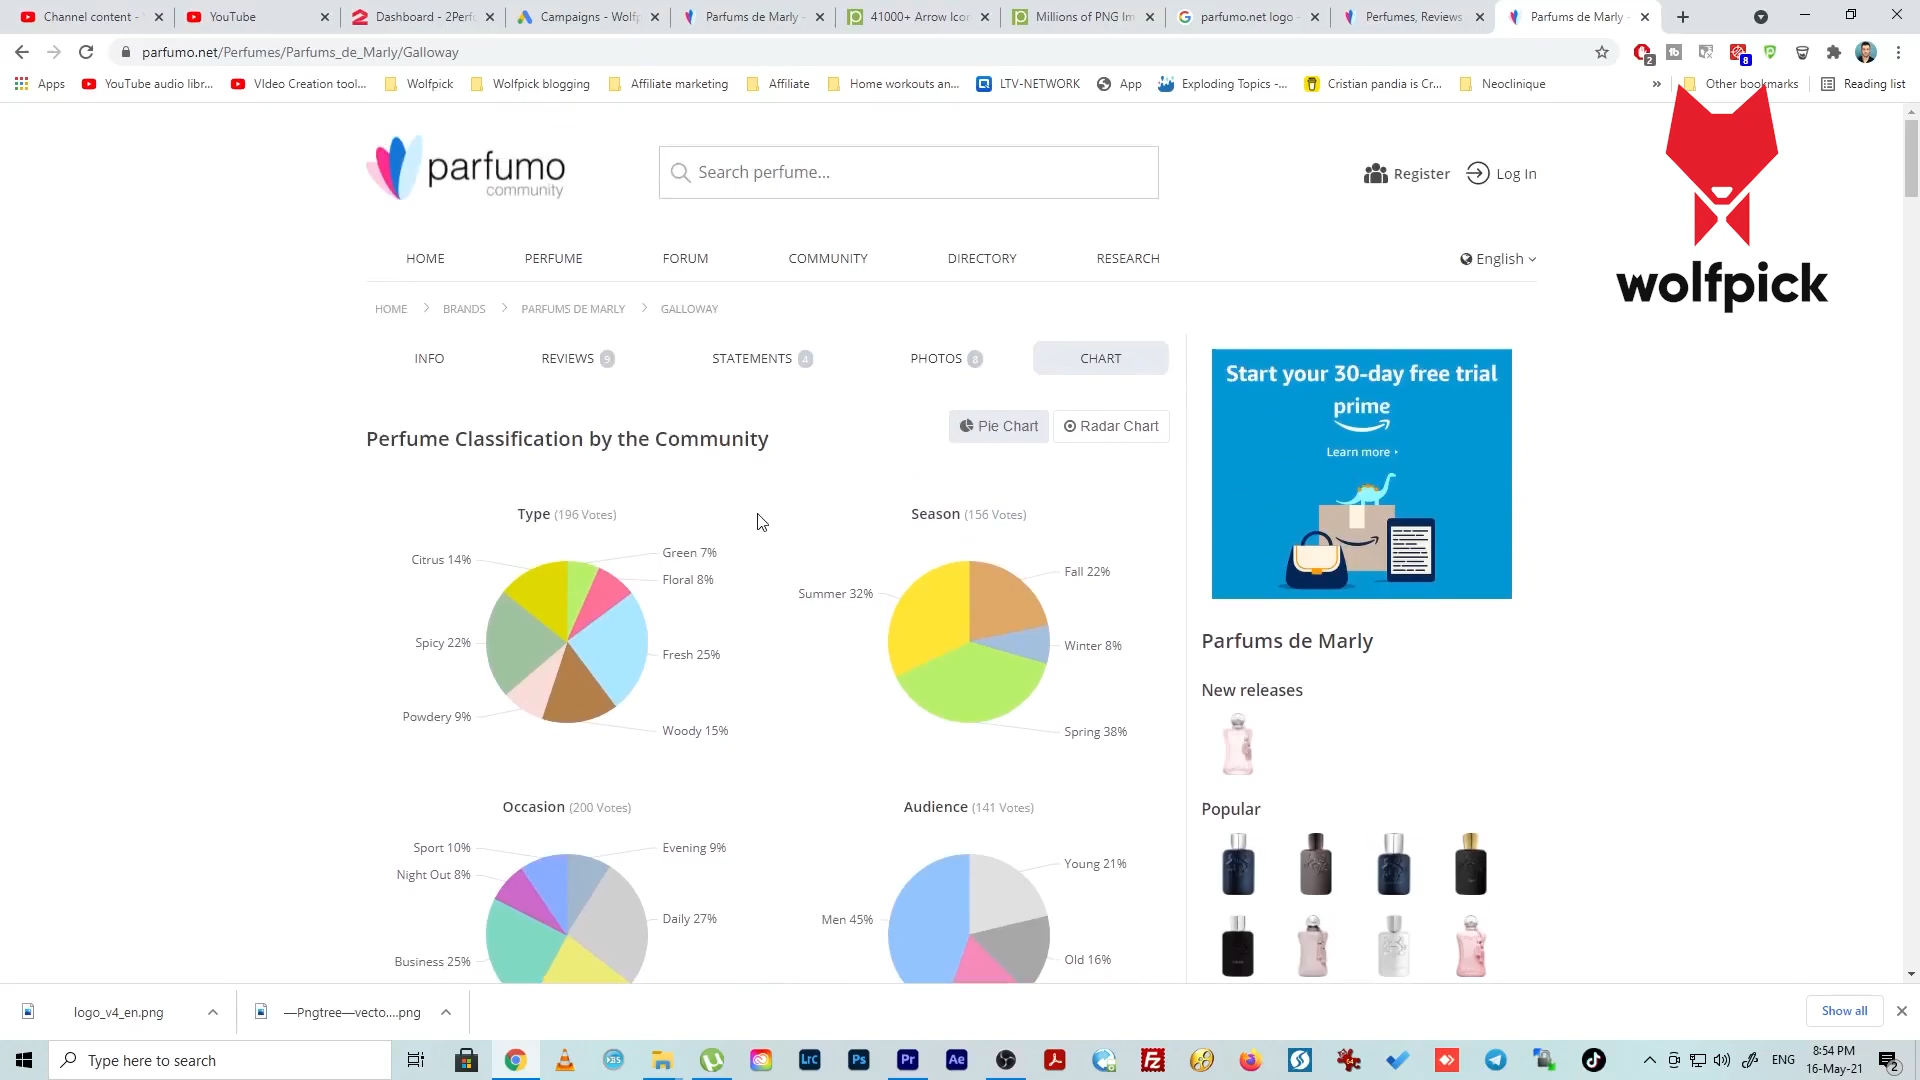 Channel content -
YouTube
Dashboard - 2Perf
Campaigns - Wolf
Parfums de Marly -
41000+ Arrow Ico
Millions of PNG Im
parfumo.net logo -
Perfumes, Reviews
Parfums de Marly -
parfumo.net/Perfumes/Parfums_de_Marly/Galloway
2
8
Apps
YouTube audio libr...
VIdeo Creation tool...
Wolfpick
Wolfpick blogging
Affiliate marketing
Affiliate
Home workouts an...
LTV-NETWORK
App
Exploding Topics -...
Cristian pandia is Cr...
Neoclinique
»
Other bookmarks
Reading list
parfumo
community
Search perfume...
Register
Log In
wolfpick
HOME
PERFUME
FORUM
COMMUNITY
DIRECTORY
RESEARCH
English
HOME > BRANDS > PARFUMS DE MARLY > GALLOWAY
INFO
REVIEWS 9
STATEMENTS 4
PHOTOS 8
CHART
Perfume Classification by the Community
Pie Chart
Radar Chart
Type (196 Votes)
Citrus 14%
Green 7%
Floral 8%
Spicy 22%
Fresh 25%
Powdery 9%
Woody 15%
Season (156 Votes)
Fall 22%
Summer 32%
Winter 8%
Spring 38%
Occasion (200 Votes)
Sport 10%
Evening 9%
Night Out 8%
Daily 27%
Business 25%
Audience (141 Votes)
Young 21%
Men 45%
Old 16%
Start your 30-day free trial
prime
Learn more
Parfums de Marly
New releases
Popular
logo_v4_en.png
—Pngtree—vecto....png
Show all
Type here to search
Lrc
Ps
Pr
Ae
ENG
8:54 PM
16-May-21
2